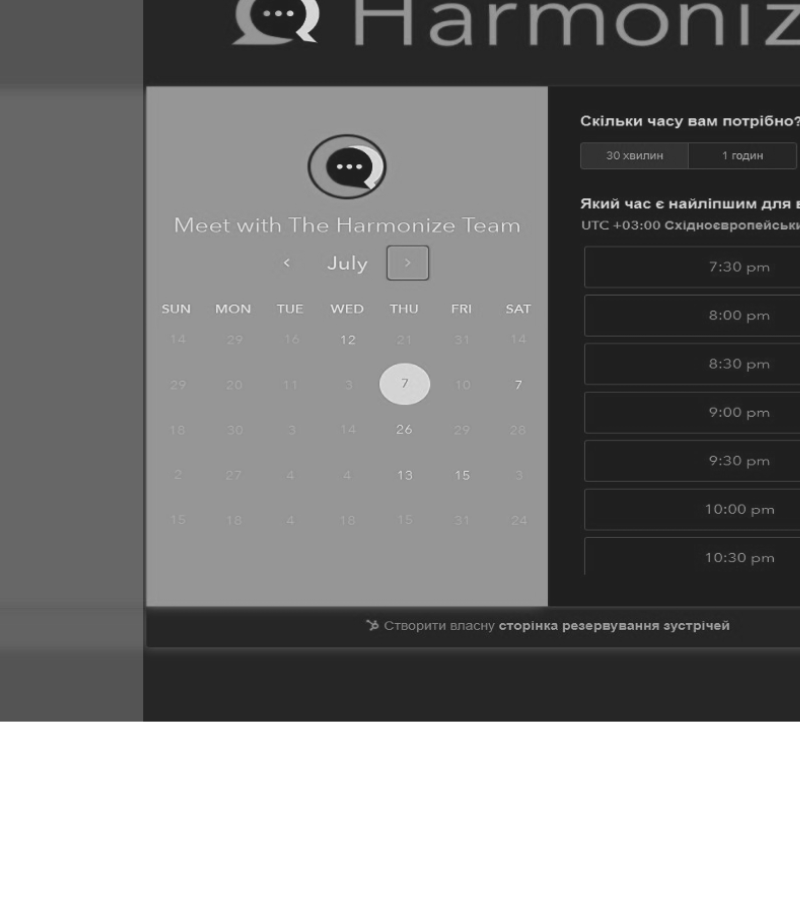 Harmoniz
Meet with The Harmonize Team
‹ July ›
SUN MON TUE WED THU FRI SAT
14 29 16 12 21 31 14
29 20 11 3 7 10 7
18 30 3 14 26 29 28
2 27 4 4 13 15 3
15 18 4 18 15 31 24
Скільки часу вам потрібно?
30 хвилин 1 годин
Який час є найліпшим для в
UTC +03:00 Східноєвропейськи
7:30 pm
8:00 pm
8:30 pm
9:00 pm
9:30 pm
10:00 pm
10:30 pm
Створити власну сторінка резервування зустрічей